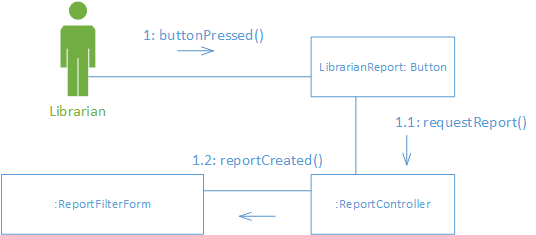 1: buttonPressed()
LibrarianReport: Button
Librarian
1.1: requestReport()
1.2: reportCreated()
:ReportFilterForm
:ReportController